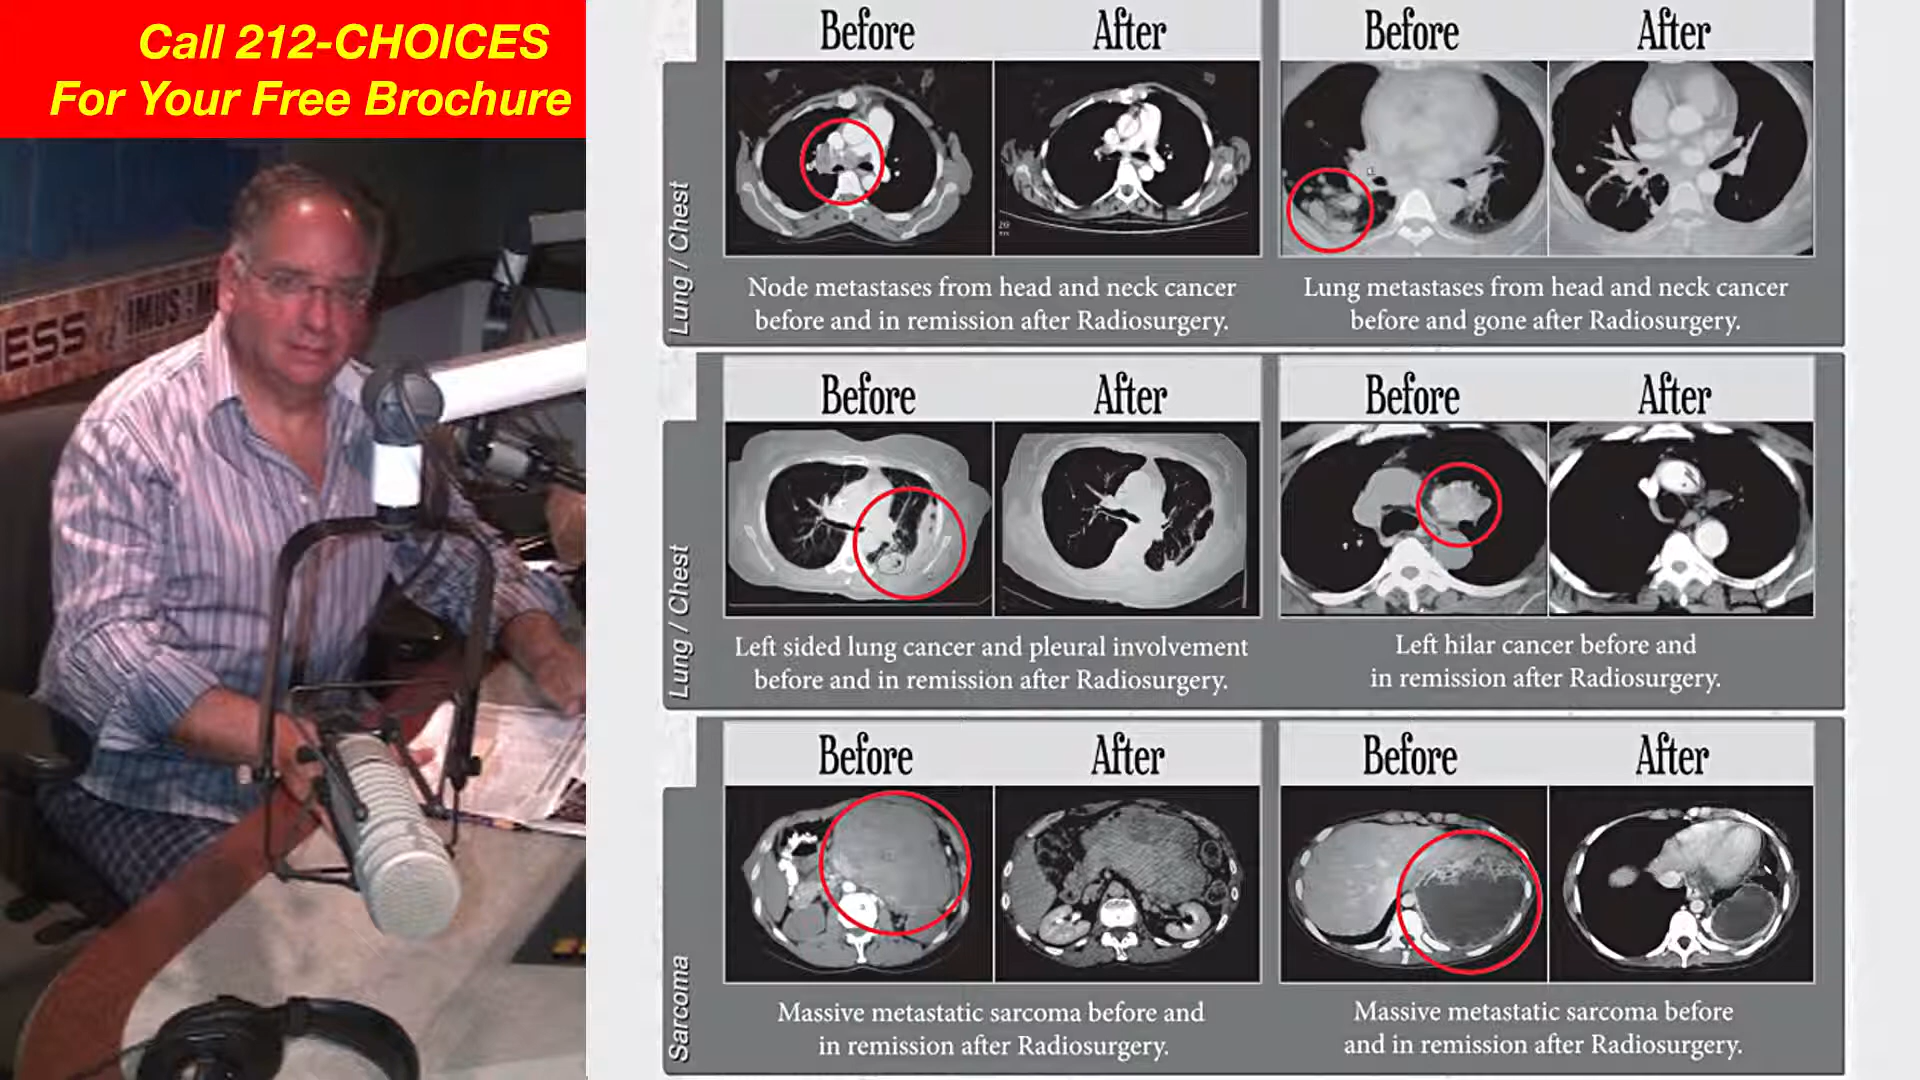 Call 212-CHOICES
For Your Free Brochure
ESS
IMUS
Before
After
Before
After
Lung / Chest
Node metastases from head and neck cancer
before and in remission after Radiosurgery.
Lung metastases from head and neck cancer
before and gone after Radiosurgery.
Before
After
Before
After
Lung / Chest
Left sided lung cancer and pleural involvement
before and in remission after Radiosurgery.
Left hilar cancer before and
in remission after Radiosurgery.
Before
After
Before
After
Sarcoma
Massive metastatic sarcoma before and
in remission after Radiosurgery.
Massive metastatic sarcoma before
and in remission after Radiosurgery.